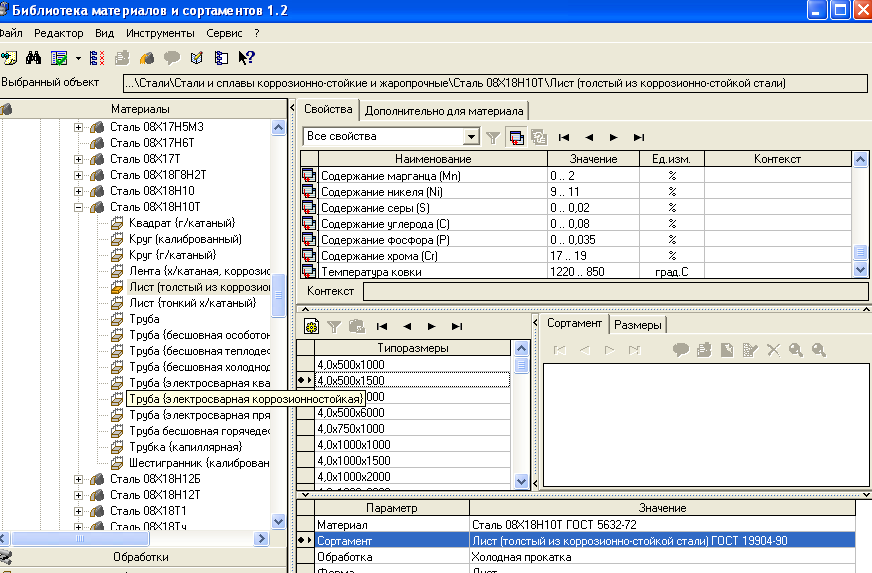 Библиотека материалов и сортаментов 1.2
Файл Редактор Вид Инструменты Сервис ?
Выбранный объект ...\Стали\Стали и сплавы коррозионно-стойкие и жаропрочные\Сталь 08Х18Н10Т\Лист (толстый из коррозионно-стойкой стали)
Материалы
Сталь 08Х17Н5М3
Сталь 08Х17Н6Т
Сталь 08Х17Т
Сталь 08Х18Г8Н2Т
Сталь 08Х18Н10
Сталь 08Х18Н10Т
Квадрат {г/катаный}
Круг (калиброванный)
Круг {г/катаный}
Лента {х/катаная, коррозио
Лист (толстый из коррозион
Лист {тонкий х/катаный}
Труба
Труба {бесшовная особотон
Труба {бесшовная теплодеф
Труба {бесшовная холоднод
Труба {электросварная ква
Труба {электросварная коррозионностойкая}
Труба {электросварная пря
Труба бесшовная горячедеф
Трубка {капиллярная}
Шестигранник {калиброван
Сталь 08Х18Н12Б
Сталь 08Х18Н12Т
Сталь 08Х18Т1
Сталь 08Х18Тч
Обработки
Свойства Дополнительно для материала
Все свойства
Наименование Значение Ед.изм. Контекст
Содержание марганца (Mn) 0 .. 2 %
Содержание никеля (Ni) 9 .. 11 %
Содержание серы (S) 0 .. 0,02 %
Содержание углерода (C) 0 .. 0,08 %
Содержание фосфора (P) 0 .. 0,035 %
Содержание хрома (Cr) 17 .. 19 %
Температура ковки 1220 .. 850 град.С
Контекст
Типоразмеры
4,0x500x1000
4,0x500x1500
000
4,0x500x6000
4,0x750x1000
4,0x1000x1000
4,0x1000x1500
4,0x1000x2000
Сортамент Размеры
Параметр Значение
Материал Сталь 08Х18Н10Т ГОСТ 5632-72
Сортамент Лист (толстый из коррозионно-стойкой стали) ГОСТ 19904-90
Обработка Холодная прокатка
Форма Лист